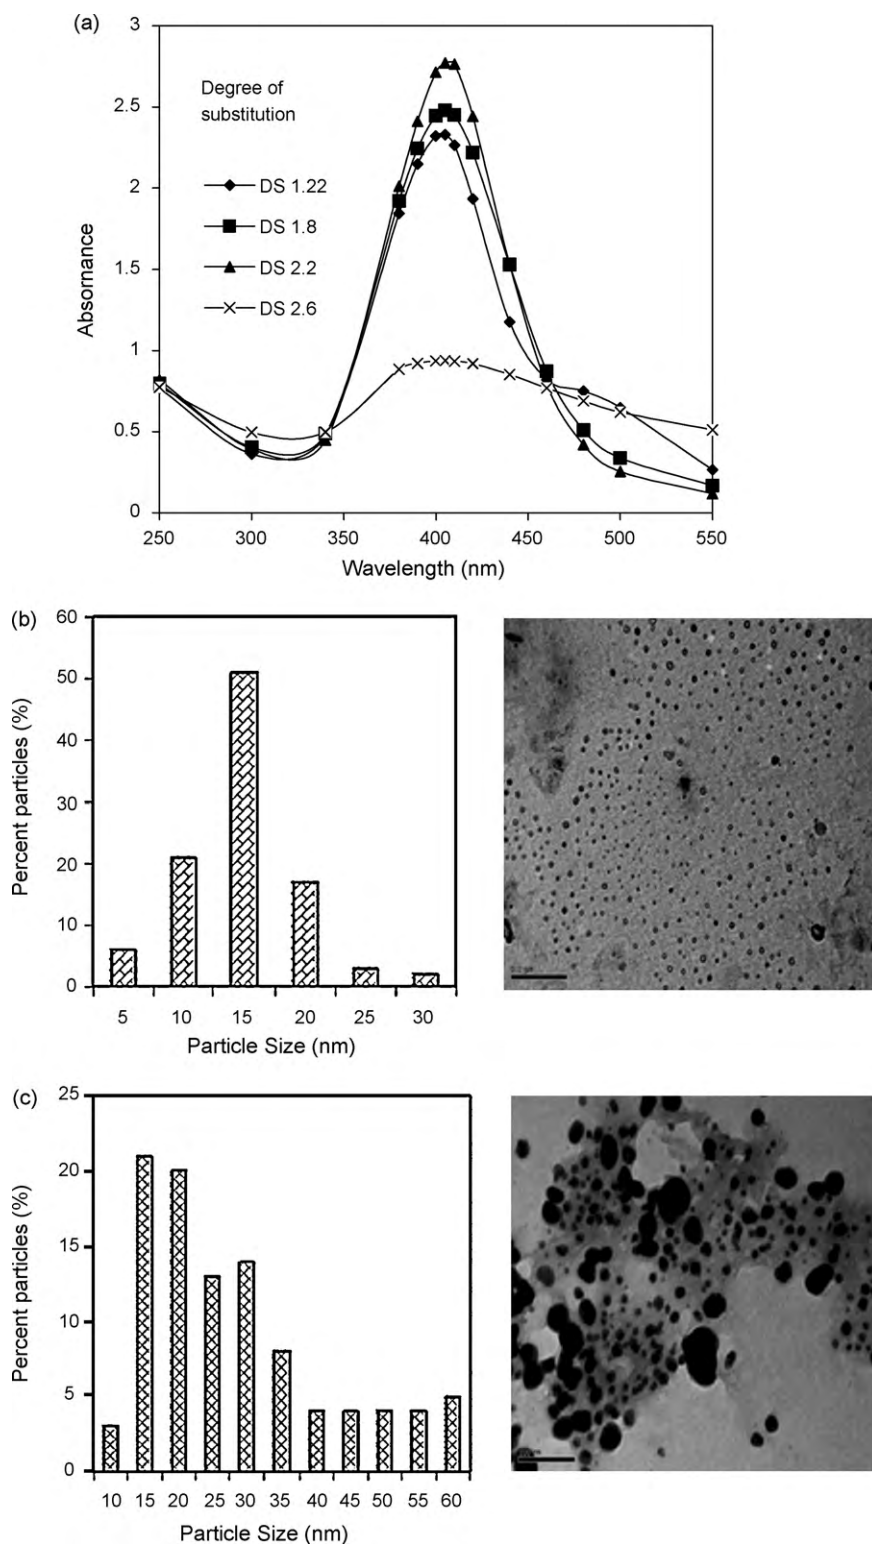 (a)
3
2.5
2
1.5
1
0.5
0
Absornance
Degree of
substitution
DS 1.22
DS 1.8
DS 2.2
DS 2.6
250 300 350 400 450 500 550
Wavelength (nm)
(b)
60
50
40
30
20
10
0
Percent particles (%)
5 10 15 20 25 30
Particle Size (nm)
(c)
25
20
15
10
5
0
Percent particles (%)
10 15 20 25 30 35 40 45 50 55 60
Particle Size (nm)